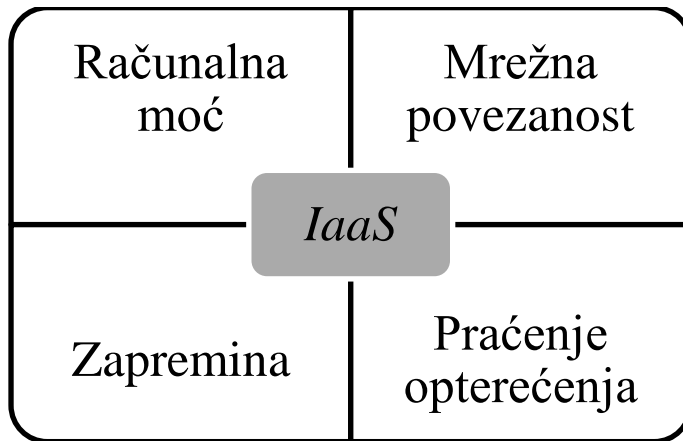 Računalna
moć
Mrežna
povezanost
IaaS
Zapremina
Praćenje
opterećenja